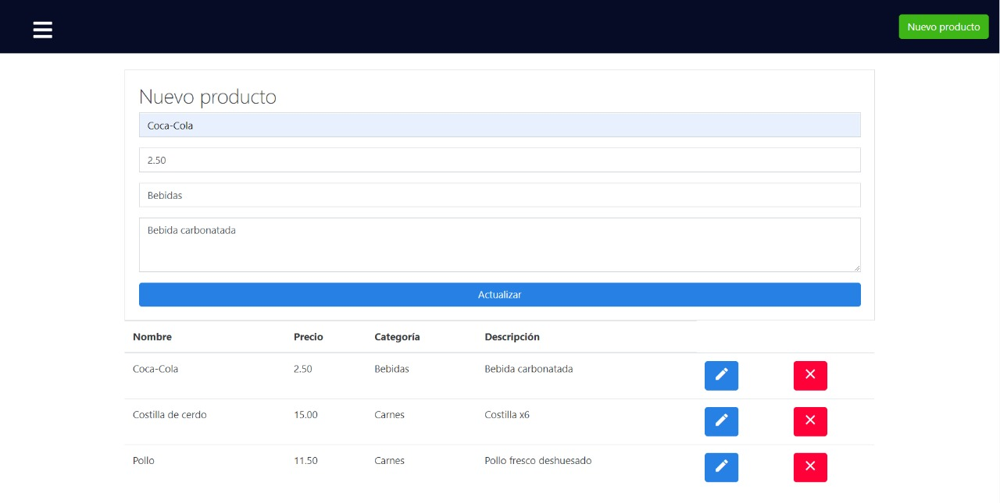 Nuevo producto
Nuevo producto
Coca-Cola
2.50
Bebidas
Bebida carbonatada
Actualizar
Nombre Precio Categoría Descripción
Coca-Cola 2.50 Bebidas Bebida carbonatada
Costilla de cerdo 15.00 Carnes Costilla x6
Pollo 11.50 Carnes Pollo fresco deshuesado